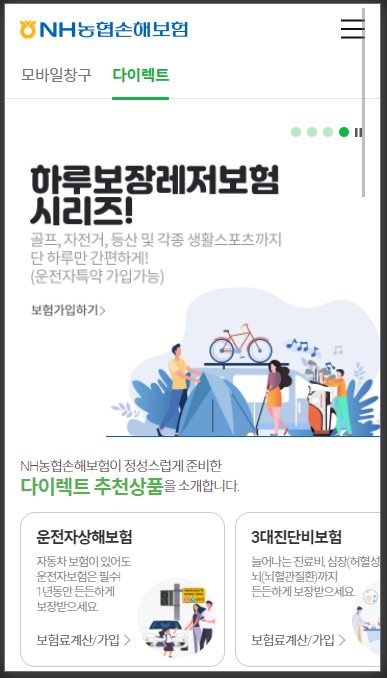 NH농협손해보험
모바일창구 다이렉트
하루보장레저보험
시리즈!
골프, 자전거, 등산 및 각종 생활스포츠까지
단 하루만 간편하게!
(운전자특약 가입가능)
보험가입하기>
NH농협손해보험이 정성스럽게 준비한
다이렉트 추천상품을 소개합니다.
운전자상해보험
자동차 보험이 있어도
운전자보험은 필수!
1년동안 든든하게
보장받으세요.
보험료계산/가입 >
3대진단비보험
늘어나는 진료비, 심장(허혈성
뇌(뇌혈관질환)까지
든든하게 보장받으세요.
보험료계산/가입 >